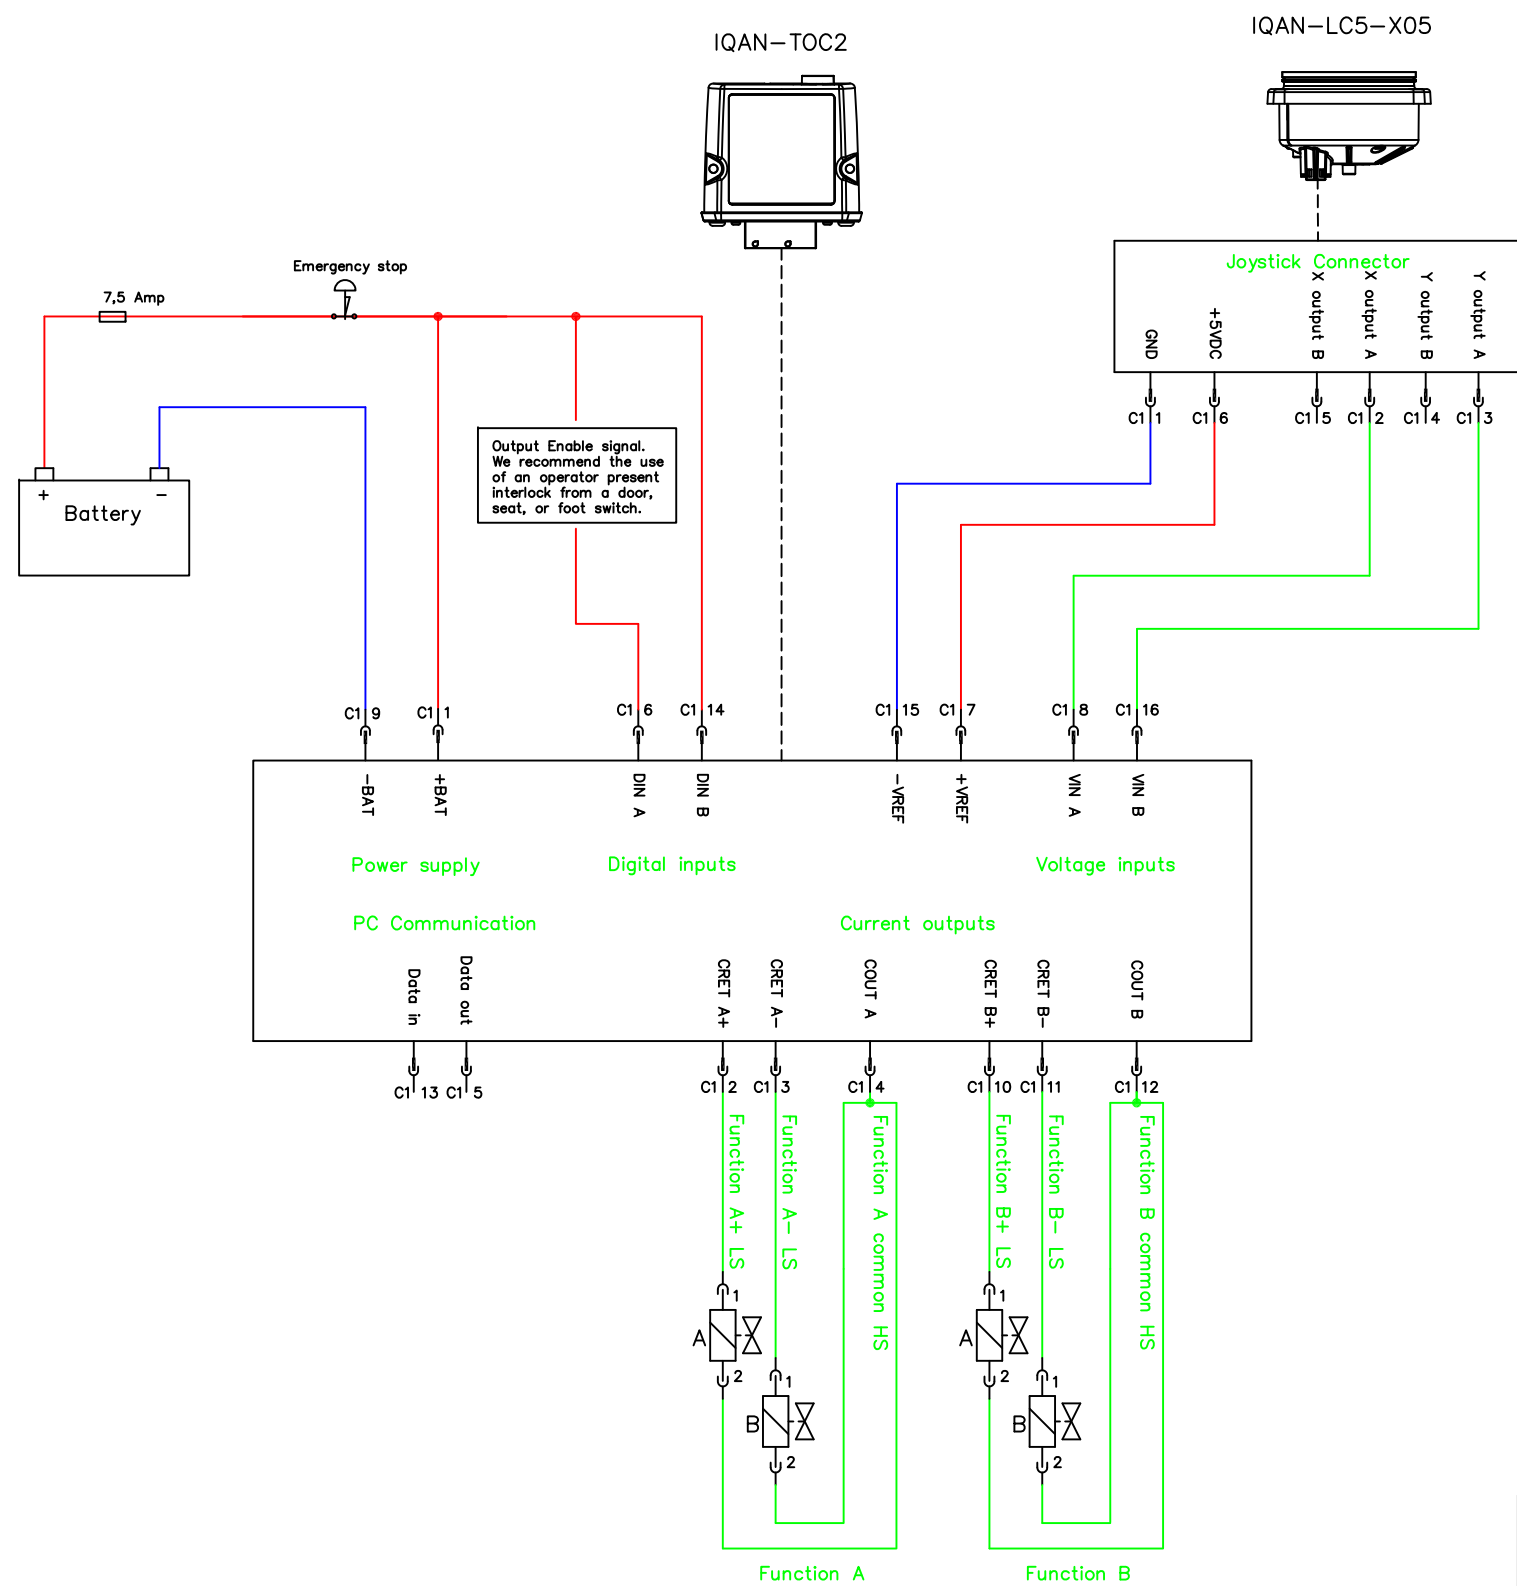 IQAN-TOC2
IQAN-LC5-X05
Emergency stop
7,5 Amp
Joystick Connector
GND
+5VDC
X output B
X output A
Y output B
Y output A
C1 1
C1 6
C1 5
C1 2
C1 4
C1 3
Output Enable signal.
We recommend the use
of an operator present
interlock from a door,
seat, or foot switch.
+
−
Battery
C1 9
C1 1
C1 6
C1 14
C1 15
C1 7
C1 8
C1 16
-BAT
+BAT
DIN A
DIN B
-VREF
+VREF
VIN A
VIN B
Power supply
Digital inputs
Voltage inputs
PC Communication
Current outputs
Data in
Data out
CRET A+
CRET A-
COUT A
CRET B+
CRET B-
COUT B
C1 13
C1 5
C1 2
C1 3
C1 4
C1 10
C1 11
C1 12
Function A+ LS
Function A- LS
Function A common HS
Function B+ LS
Function B- LS
Function B common HS
1
A
2
1
B
2
1
A
2
1
B
2
Function A
Function B